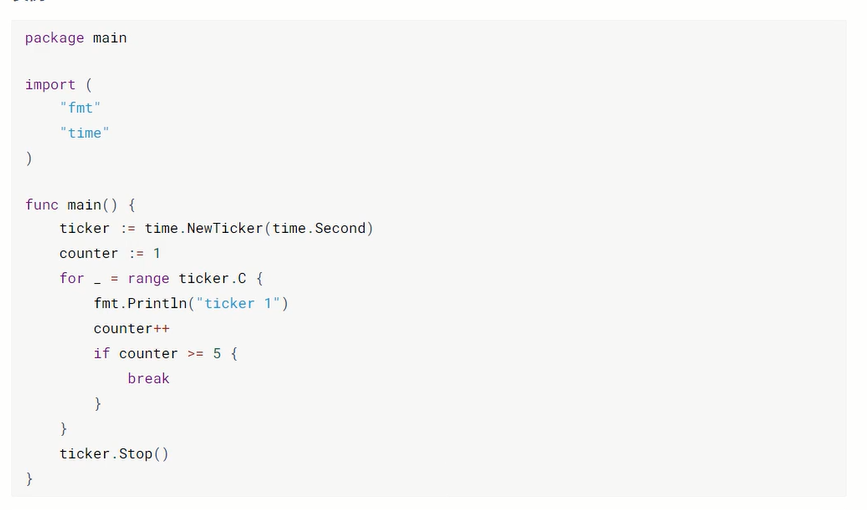 package main

import (
    "fmt"
    "time"
)

func main() {
    ticker := time.NewTicker(time.Second)
    counter := 1
    for _ = range ticker.C {
        fmt.Println("ticker 1")
        counter++
        if counter >= 5 {
            break
        }
    }
    ticker.Stop()
}